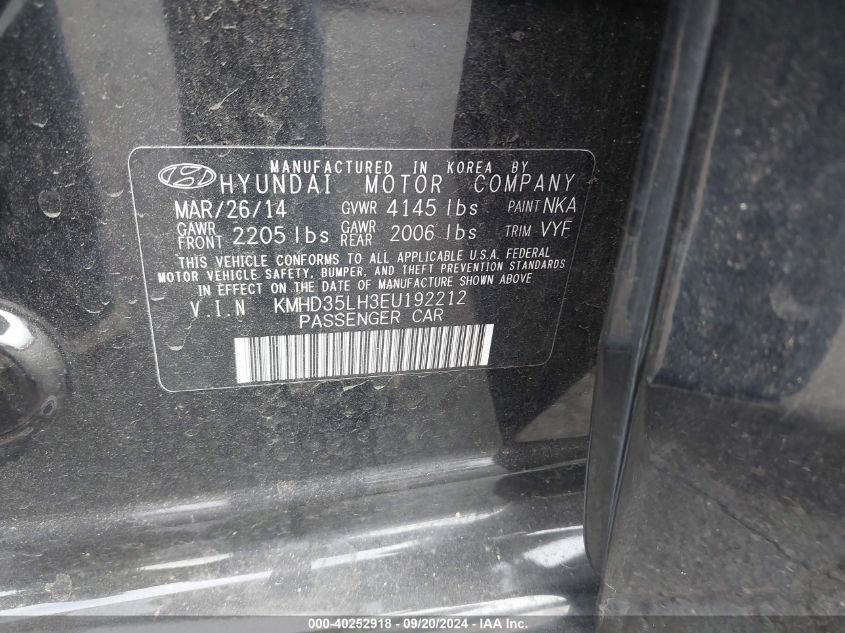 MANUFACTURED IN KOREA BY
HYUNDAI MOTOR COMPANY
MAR/26/14 GVWR 4145 lbs PAINT NKA
GAWR FRONT 2205 lbs GAWR REAR 2006 lbs TRIM VYF
THIS VEHICLE CONFORMS TO ALL APPLICABLE U.S.A. FEDERAL
MOTOR VEHICLE SAFETY, BUMPER, AND THEFT PREVENTION STANDARDS
IN EFFECT ON THE DATE OF MANUFACTURE SHOWN ABOVE
V.I.N KMHD35LH3EU192212
PASSENGER CAR
000-40252918 - 09/20/2024 - IAA Inc.